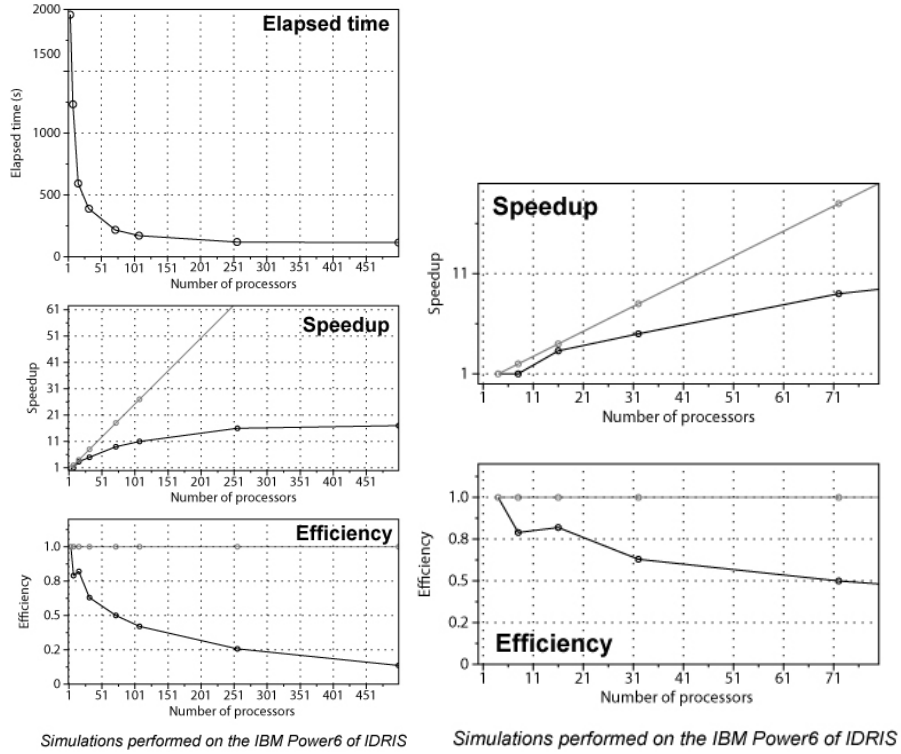 Elapsed time
2000
1500
1000
500
0
Elapsed time (s)
1 51 101 151 201 251 301 351 401 451
Number of processors
Speedup
61
51
41
31
21
11
1
Speedup
1 51 101 151 201 251 301 351 401 451
Number of processors
Efficiency
1.0
0.8
0.5
0.2
0
Efficiency
1 51 101 151 201 251 301 351 401 451
Number of processors
Simulations performed on the IBM Power6 of IDRIS
Speedup
11
1
Speedup
1 11 21 31 41 51 61 71
Number of processors
1.0
0.8
0.5
0.2
0
Efficiency
Efficiency
1 11 21 31 41 51 61 71
Number of processors
Simulations performed on the IBM Power6 of IDRIS